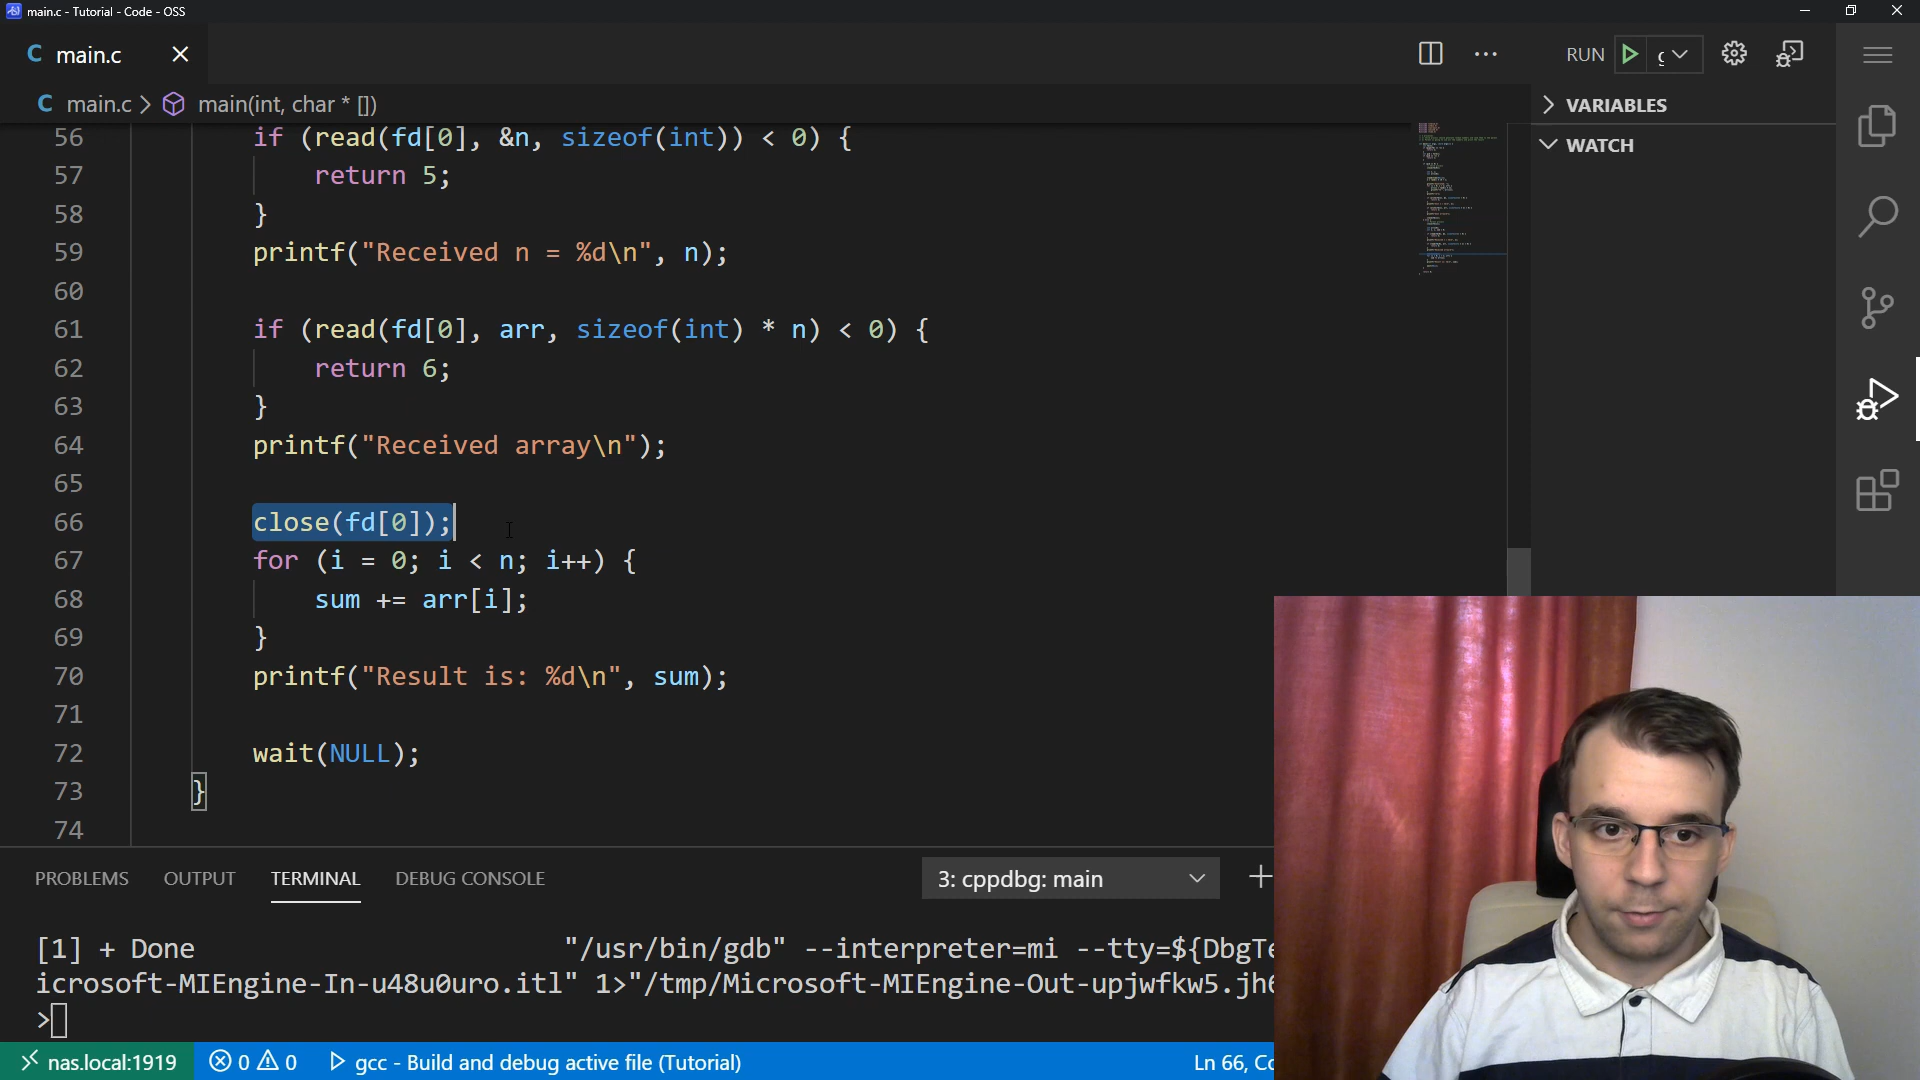 main.c - Tutorial - Code - OSS
C main.c
RUN
C main.c > main(int, char * [])
VARIABLES
WATCH
56 if (read(fd[0], &n, sizeof(int)) < 0) {
57 return 5;
58 }
59 printf("Received n = %d\n", n);
60
61 if (read(fd[0], arr, sizeof(int) * n) < 0) {
62 return 6;
63 }
64 printf("Received array\n");
65
66 close(fd[0]);
67 for (i = 0; i < n; i++) {
68 sum += arr[i];
69 }
70 printf("Result is: %d\n", sum);
71
72 wait(NULL);
73 }
74
PROBLEMS OUTPUT TERMINAL DEBUG CONSOLE 3: cppdbg: main
[1] + Done "/usr/bin/gdb" --interpreter=mi --tty=${DbgTe
icrosoft-MIEngine-In-u48u0uro.itl" 1>"/tmp/Microsoft-MIEngine-Out-upjwfkw5.jh
>
nas.local:1919 0 0 gcc - Build and debug active file (Tutorial) Ln 66, Co